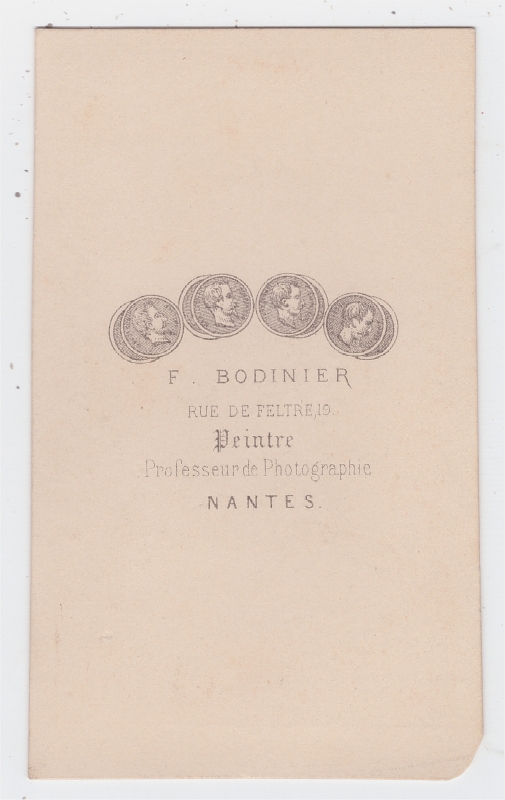 F. BODINIER
RUE DE FELTRE, 19.
Peintre
Professeur de Photographie
NANTES.